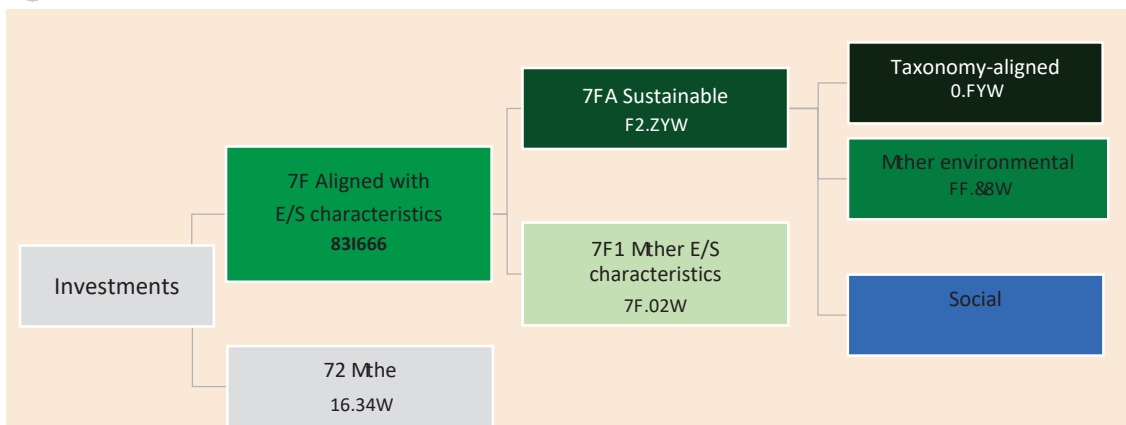 Investments
7F Aligned with
E/S characteristics
83I666
72 Mthe
16.34W
7FA Sustainable
F2.ZYW
7F1 Mther E/S
characteristics
7F.02W
Taxonomy-aligned
0.FYW
Mther environmental
FF.&8W
Social